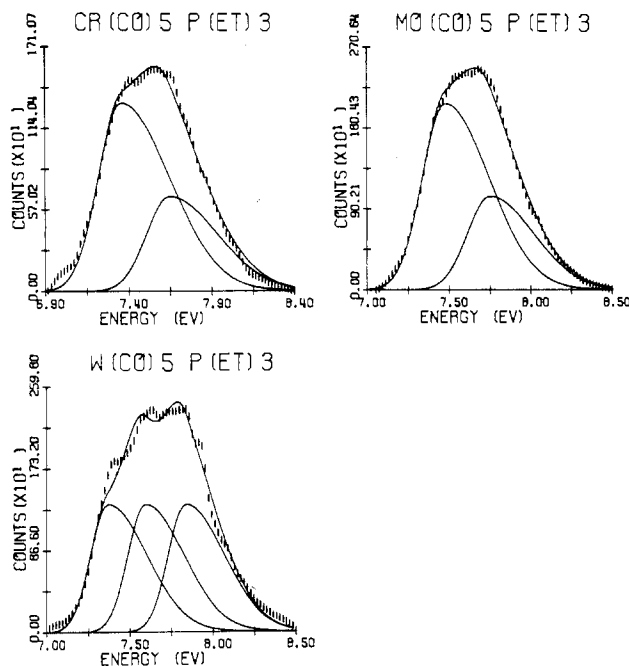 CR (CO) 5 P (ET) 3
171.07
114.04
57.02
0.00
COUNTS (X10¹)
7.40
7.90
8.40
ENERGY (EV)
MO (CO) 5 P (ET) 3
270.64
180.43
90.21
0.00
COUNTS (X10¹)
7.00
7.50
8.00
8.50
ENERGY (EV)
W (CO) 5 P (ET) 3
259.80
173.20
86.60
0.00
COUNTS (X10¹)
7.00
7.50
8.00
8.50
ENERGY (EV)